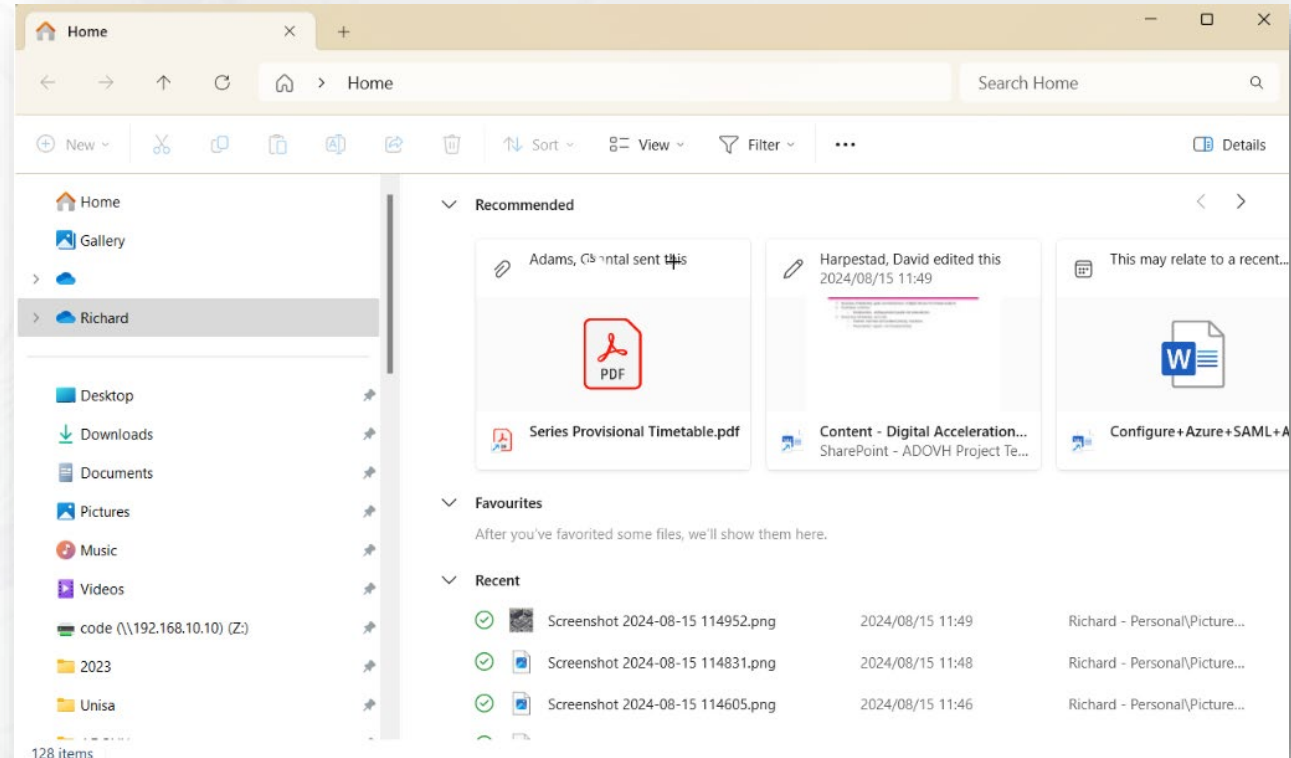 Home
Home
Search Home
New
Sort
View
Filter
Details
Home
Gallery
Richard
Desktop
Downloads
Documents
Pictures
Music
Videos
code (\\192.168.10.10) (Z:)
2023
Unisa
128 items
Recommended
Adams, sent this
PDF
Series Provisional Timetable.pdf
Harpestad, David edited this
2024/08/15 11:49
Content - Digital Acceleration...
SharePoint - ADOVH Project Te...
This may relate to a recent...
W
Configure+Azure+SAML+A
Favourites
After you've favorited some files, we'll show them here.
Recent
Screenshot 2024-08-15 114952.png 2024/08/15 11:49 Richard - Personal\Picture...
Screenshot 2024-08-15 114831.png 2024/08/15 11:48 Richard - Personal\Picture...
Screenshot 2024-08-15 114605.png 2024/08/15 11:46 Richard - Personal\Picture...